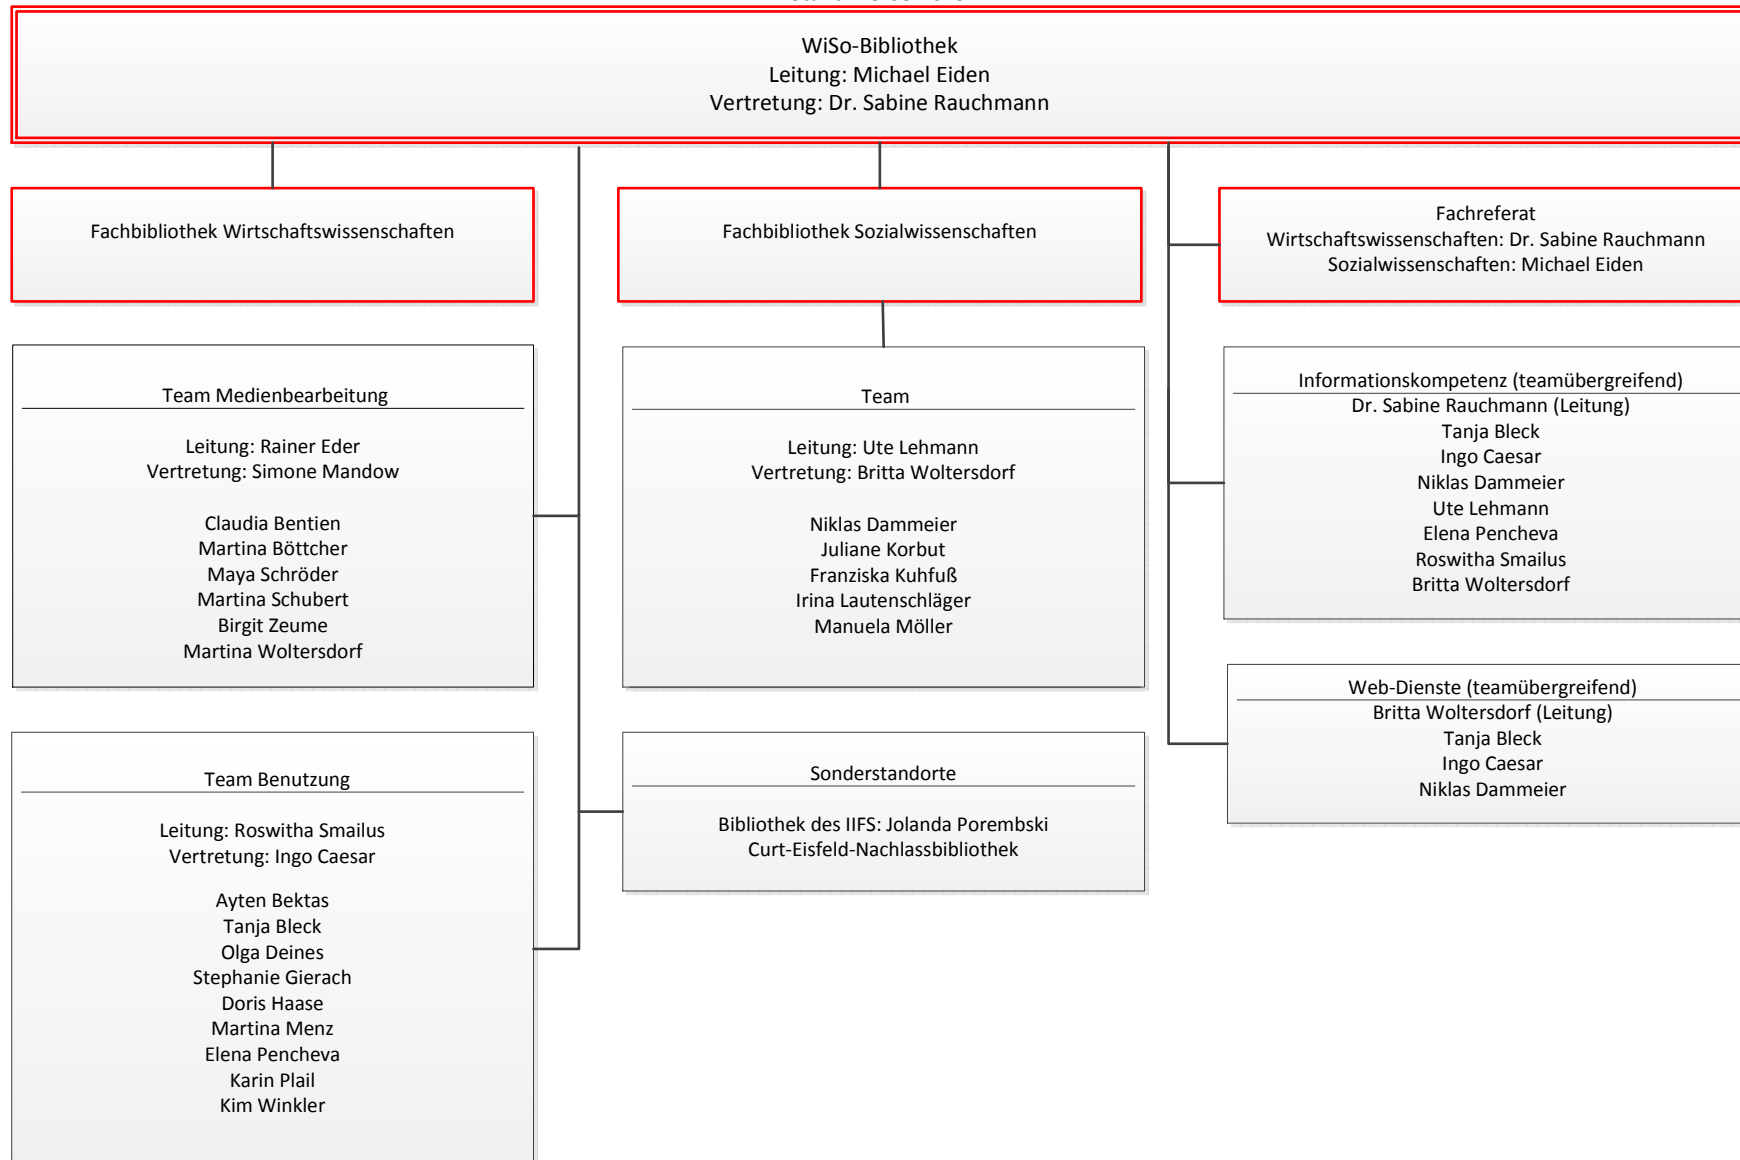 WiSo-Bibliothek
Leitung: Michael Eiden
Vertretung: Dr. Sabine Rauchmann
Fachbibliothek Wirtschaftswissenschaften
Fachbibliothek Sozialwissenschaften
Fachreferat
Wirtschaftswissenschaften: Dr. Sabine Rauchmann
Sozialwissenschaften: Michael Eiden
Team Medienbearbeitung
Leitung: Rainer Eder
Vertretung: Simone Mandow
Claudia Bentien
Martina Böttcher
Maya Schröder
Martina Schubert
Birgit Zeume
Martina Woltersdorf
Team
Leitung: Ute Lehmann
Vertretung: Britta Woltersdorf
Niklas Dammeier
Juliane Korbut
Franziska Kuhfuß
Irina Lautenschläger
Manuela Möller
Informationskompetenz (teamübergreifend)
Dr. Sabine Rauchmann (Leitung)
Tanja Bleck
Ingo Caesar
Niklas Dammeier
Ute Lehmann
Elena Pencheva
Roswitha Smailus
Britta Woltersdorf
Web-Dienste (teamübergreifend)
Britta Woltersdorf (Leitung)
Tanja Bleck
Ingo Caesar
Niklas Dammeier
Team Benutzung
Leitung: Roswitha Smailus
Vertretung: Ingo Caesar
Ayten Bektas
Tanja Bleck
Olga Deines
Stephanie Gierach
Doris Haase
Martina Menz
Elena Pencheva
Karin Plail
Kim Winkler
Sonderstandorte
Bibliothek des IIFS: Jolanda Porembski
Curt-Eisfeld-Nachlassbibliothek